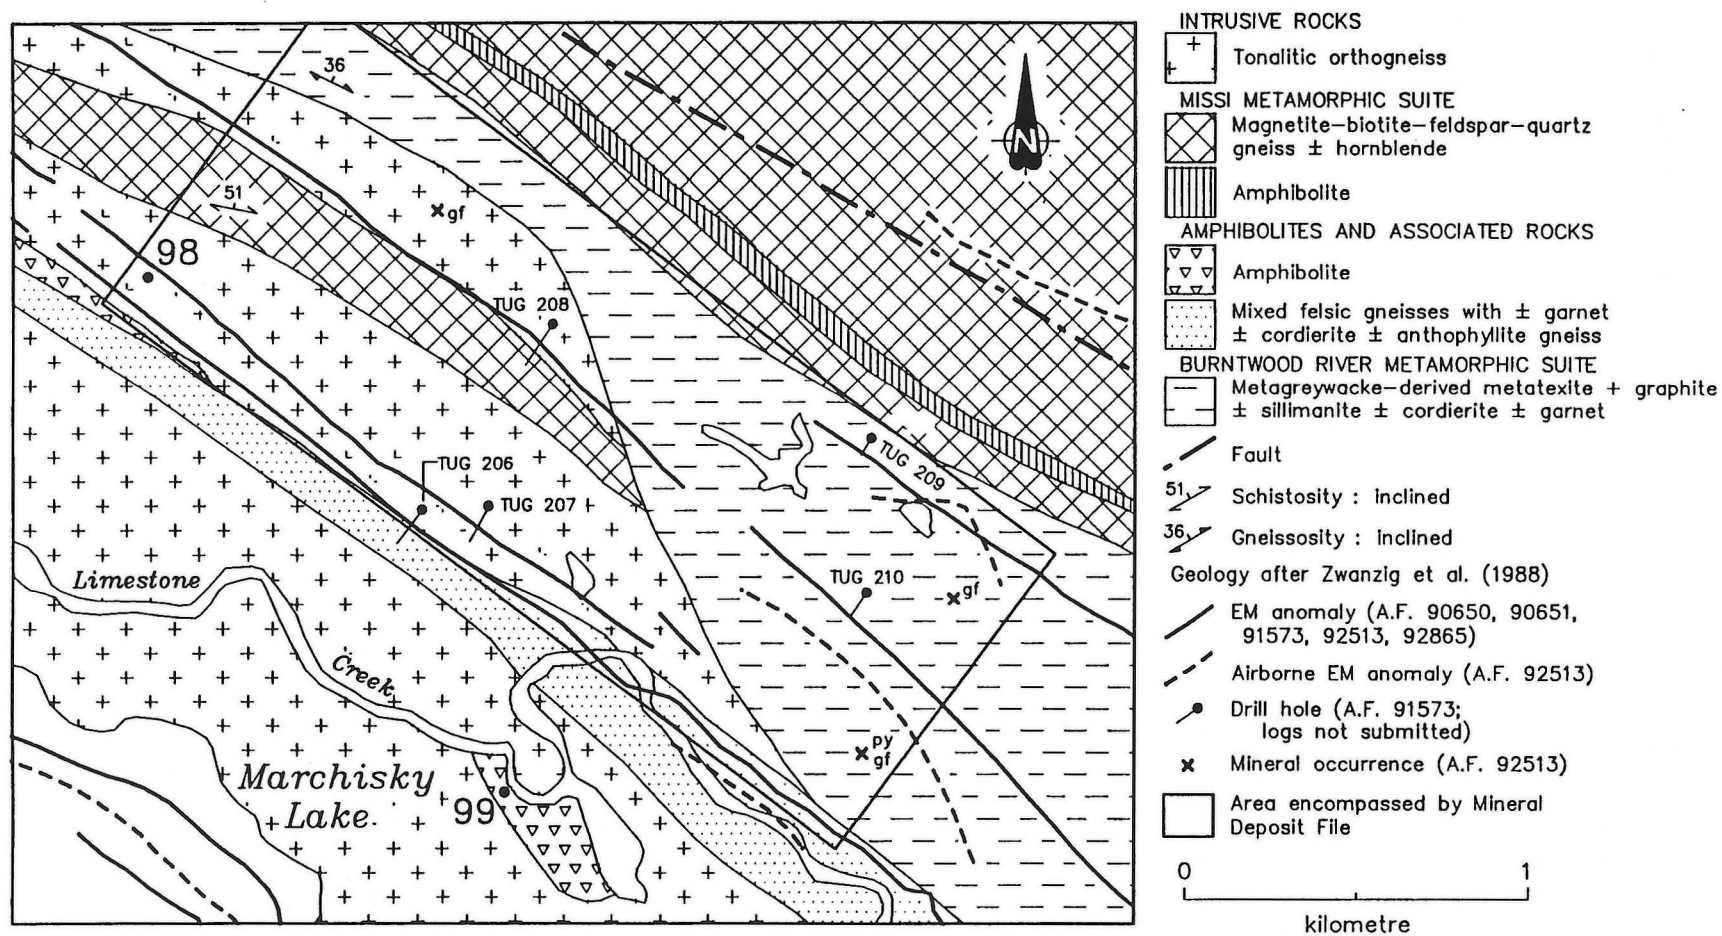 36
51
98
gf
TUG 208
TUG 206
TUG 207
TUG 209
TUG 210
gf
py
gf
Limestone
Creek
Marchisky
Lake
99
N
INTRUSIVE ROCKS
Tonalitic orthogneiss
MISSI METAMORPHIC SUITE
Magnetite-biotite-feldspar-quartz
gneiss ± hornblende
Amphibolite
AMPHIBOLITES AND ASSOCIATED ROCKS
Amphibolite
Mixed felsic gneisses with ± garnet
± cordierite ± anthophyllite gneiss
BURNTWOOD RIVER METAMORPHIC SUITE
Metagreywacke-derived metatexite + graphite
± sillimanite ± cordierite ± garnet
Fault
51 Schistosity : inclined
36 Gneissosity : inclined
Geology after Zwanzig et al. (1988)
EM anomaly (A.F. 90650, 90651,
91573, 92513, 92865)
Airborne EM anomaly (A.F. 92513)
Drill hole (A.F. 91573;
logs not submitted)
Mineral occurrence (A.F. 92513)
Area encompassed by Mineral
Deposit File
0 1
kilometre